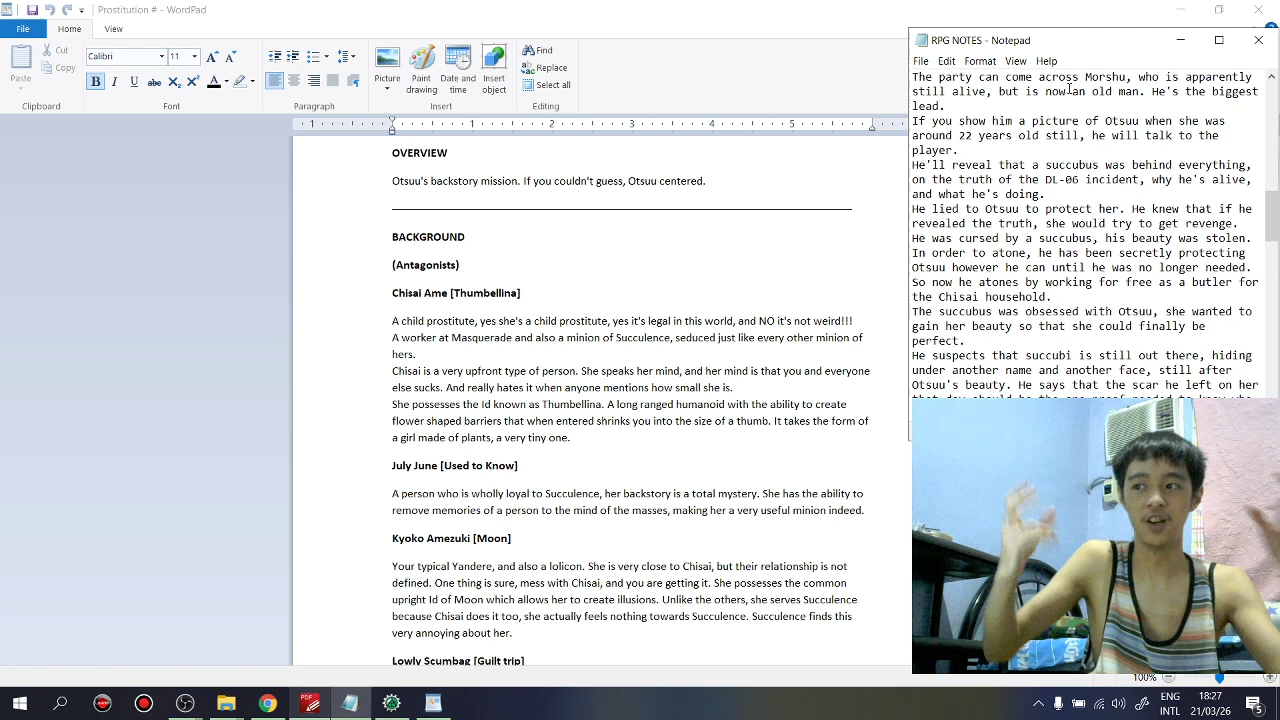 Prostitution # - WordPad
File Home View
Cut
Copy
Paste
Clipboard
Calibri 11
Font
Paragraph
Picture
Paint drawing
Date and time
Insert object
Insert
Find
Replace
Select all
Editing
OVERVIEW
Otsuu's backstory mission. If you couldn't guess, Otsuu centered.
BACKGROUND
(Antagonists)
Chisai Ame [Thumbellina]
A child prostitute, yes she's a child prostitute, yes it's legal in this world, and NO it's not weird!!!
A worker at Masquerade and also a minion of Succulence, seduced just like every other minion of
hers.
Chisai is a very upfront type of person. She speaks her mind, and her mind is that you and everyone
else sucks. And really hates it when anyone mentions how small she is.
She possesses the Id known as Thumbellina. A long ranged humanoid with the ability to create
flower shaped barriers that when entered shrinks you into the size of a thumb. It takes the form of
a girl made of plants, a very tiny one.
July June [Used to Know]
A person who is wholly loyal to Succulence, her backstory is a total mystery. She has the ability to
remove memories of a person to the mind of the masses, making her a very useful minion indeed.
Kyoko Amezuki [Moon]
Your typical Yandere, and also a lolicon. She is very close to Chisai, but their relationship is not
defined. One thing is sure, mess with Chisai, and you are getting it. She possesses the common
upright Id of Moon which allows her to create illusions. Unlike the others, she serves Succulence
because Chisai does it too, she actually feels nothing towards Succulence. Succulence finds this
very annoying about her.
Lowly Scumbag [Guilt trip]
RPG NOTES - Notepad
File Edit Format View Help
The party can come across Morshu, who is apparently
still alive, but is now an old man. He's the biggest
lead.
If you show him a picture of Otsuu when she was
around 22 years old still, he will talk to the
player.
He'll reveal that a succubus was behind everything,
on the truth of the DL-06 incident, why he's alive,
and what he's doing.
He lied to Otsuu to protect her. He knew that if he
revealed the truth, she would try to get revenge.
He was cursed by a succubus, his beauty was stolen.
In order to atone, he has been secretly protecting
Otsuu however he can until he was no longer needed.
So now he atones by working for free as a butler for
the Chisai household.
The succubus was obsessed with Otsuu, she wanted to
gain her beauty so that she could finally be
perfect.
He suspects that succubi is still out there, hiding
under another name and another face, still after
Otsuu's beauty. He says that the scar he left on her
100%
ENG
INTL
18:27
21/03/26